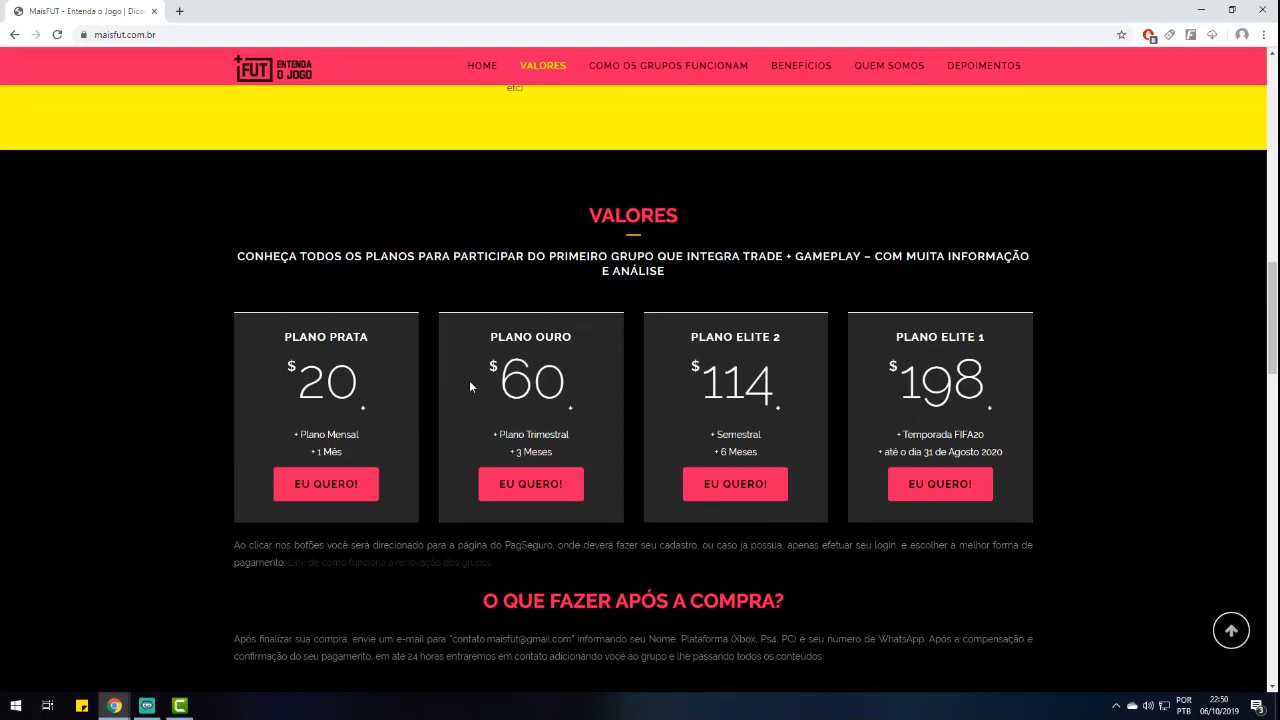 MaisFUT - Entenda o Jogo | Dica
maisfut.com.br
+FUT ENTENDA O JOGO
HOME
VALORES
COMO OS GRUPOS FUNCIONAM
BENEFÍCIOS
QUEM SOMOS
DEPOIMENTOS
etc).
VALORES
CONHEÇA TODOS OS PLANOS PARA PARTICIPAR DO PRIMEIRO GRUPO QUE INTEGRA TRADE + GAMEPLAY – COM MUITA INFORMAÇÃO
E ANÁLISE
PLANO PRATA
$20
+
+ Plano Mensal
+ 1 Mês
EU QUERO!
PLANO OURO
$60
+
+ Plano Trimestral
+ 3 Meses
EU QUERO!
PLANO ELITE 2
$114
+
+ Semestral
+ 6 Meses
EU QUERO!
PLANO ELITE 1
$198
+
+ Temporada FIFA20
+ até o dia 31 de Agosto 2020
EU QUERO!
Ao clicar nos botões você será direcionado para a página do PagSeguro, onde deverá fazer seu cadastro, ou caso já possua, apenas efetuar seu login, e escolher a melhor forma de
pagamento. Link de como funciona a renovação dos grupos
O QUE FAZER APÓS A COMPRA?
Após finalizar sua compra, envie um e-mail para "contato.maisfut@gmail.com" informando seu Nome, Plataforma (Xbox, Ps4, PC) e seu número de WhatsApp. Após a compensação e
confirmação do seu pagamento, em até 24 horas entraremos em contato adicionando você ao grupo e lhe passando todos os conteúdos.
POR
PTB
22:50
06/10/2019